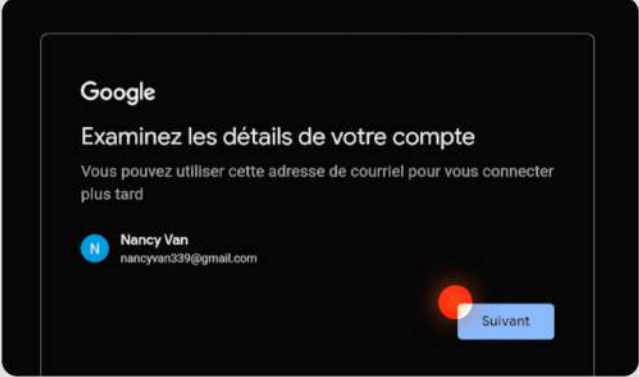 Google
Examinez les détails de votre compte
Vous pouvez utiliser cette adresse de courriel pour vous connecter
plus tard
N
Nancy Van
nancyvan339@gmail.com
Suivant